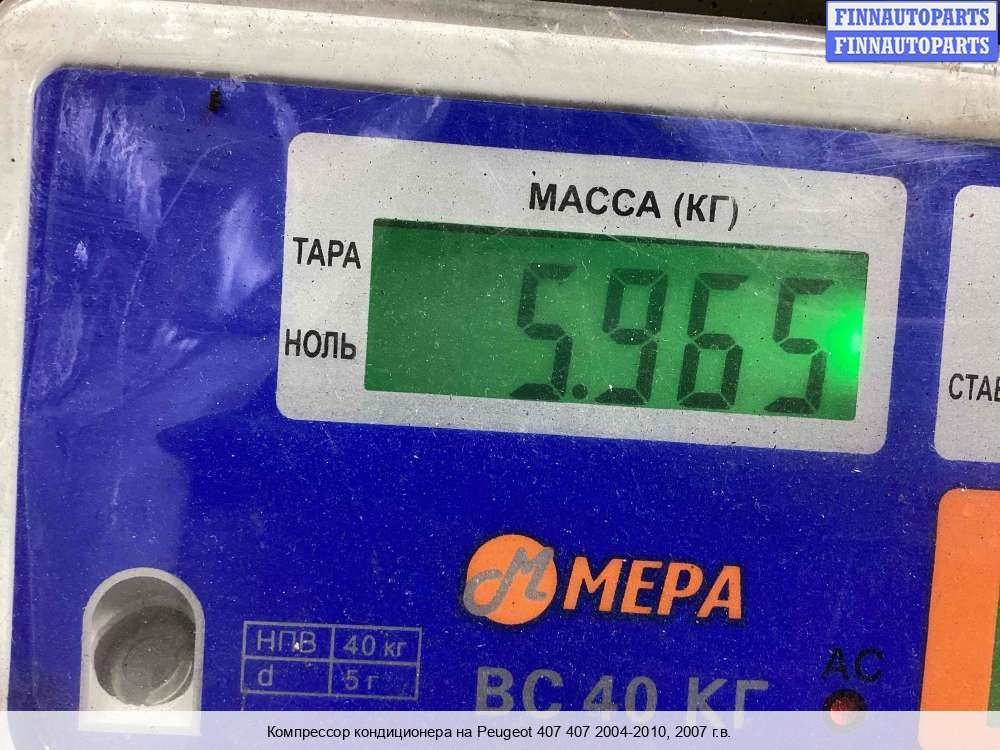 FINNAUTOPARTS
FINNAUTOPARTS
МАССА (КГ)
ТАРА
5.965
НОЛЬ
СТАВ
МЕРА
НПВ 40 кг
d 5 г
ВС 40 КГ
АС
Компрессор кондиционера на Peugeot 407 407 2004-2010, 2007 г.в.